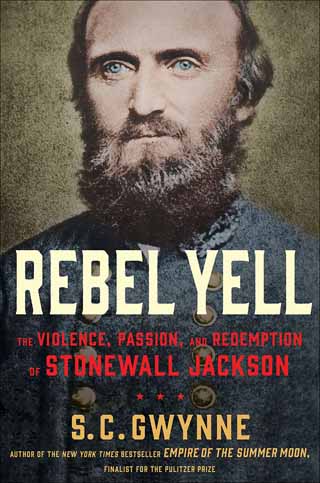 REBEL YELL
THE VIOLENCE, PASSION, AND REDEMPTION
OF STONEWALL JACKSON
S. C. GWYNNE
AUTHOR OF THE NEW YORK TIMES BESTSELLER EMPIRE OF THE SUMMER MOON,
FINALIST FOR THE PULITZER PRIZE